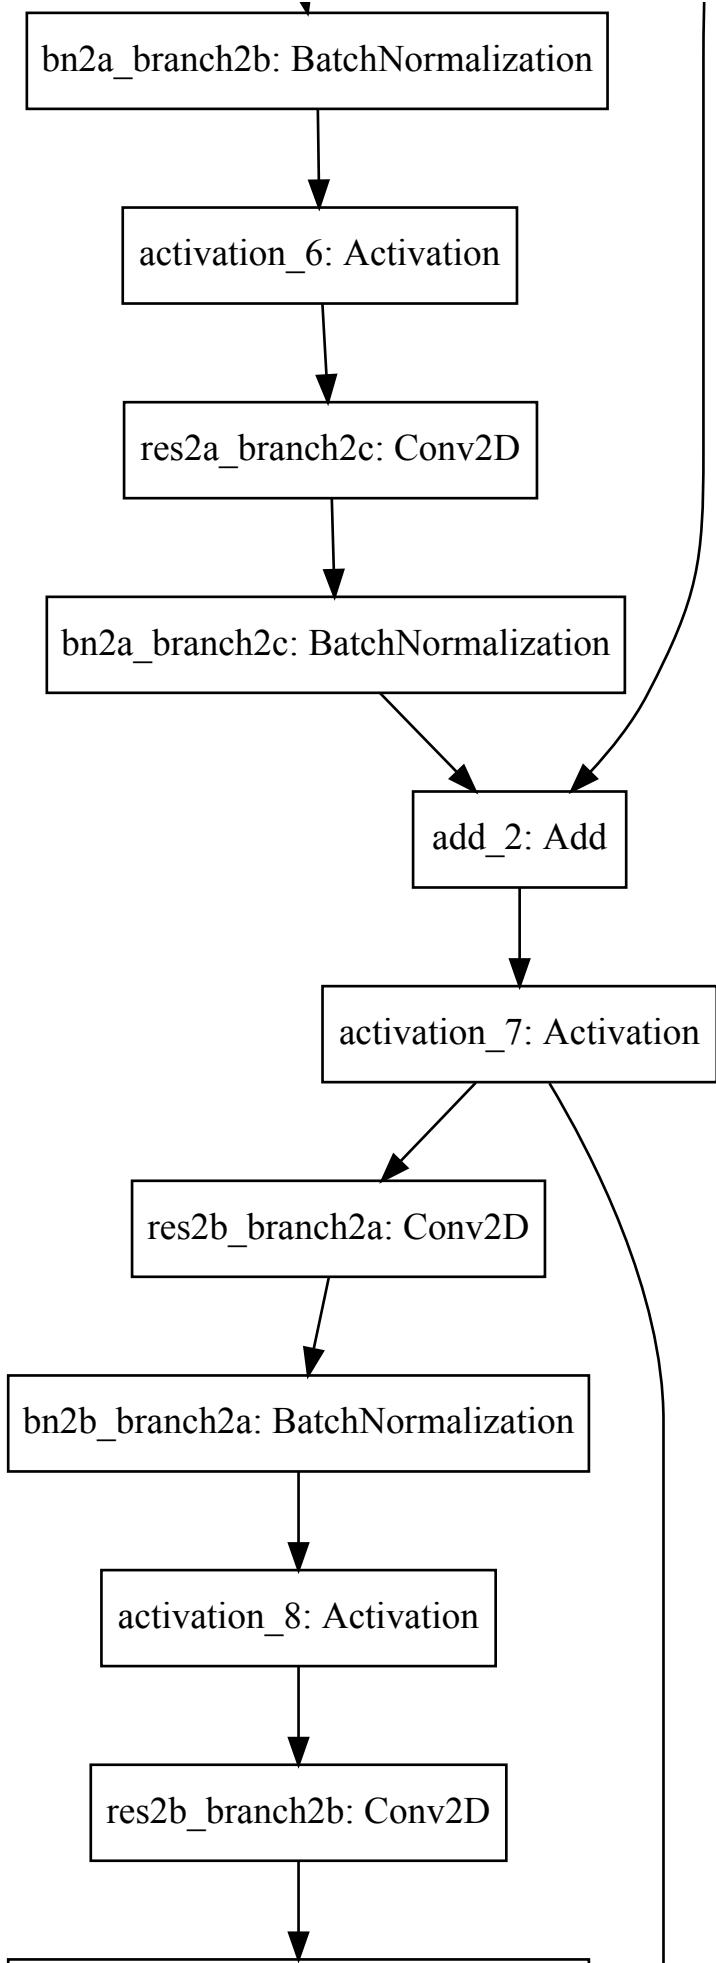 bn2a_branch2b: BatchNormalization
activation_6: Activation
res2a_branch2c: Conv2D
bn2a_branch2c: BatchNormalization
add_2: Add
activation_7: Activation
res2b_branch2a: Conv2D
bn2b_branch2a: BatchNormalization
activation_8: Activation
res2b_branch2b: Conv2D